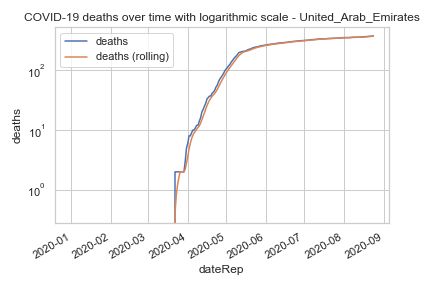 COVID-19 deaths over time with logarithmic scale - United_Arab_Emirates
deaths
deaths (rolling)
10²
10¹
10⁰
deaths
2020-01
2020-02
2020-03
2020-04
2020-05
2020-06
2020-07
2020-08
2020-09
dateRep